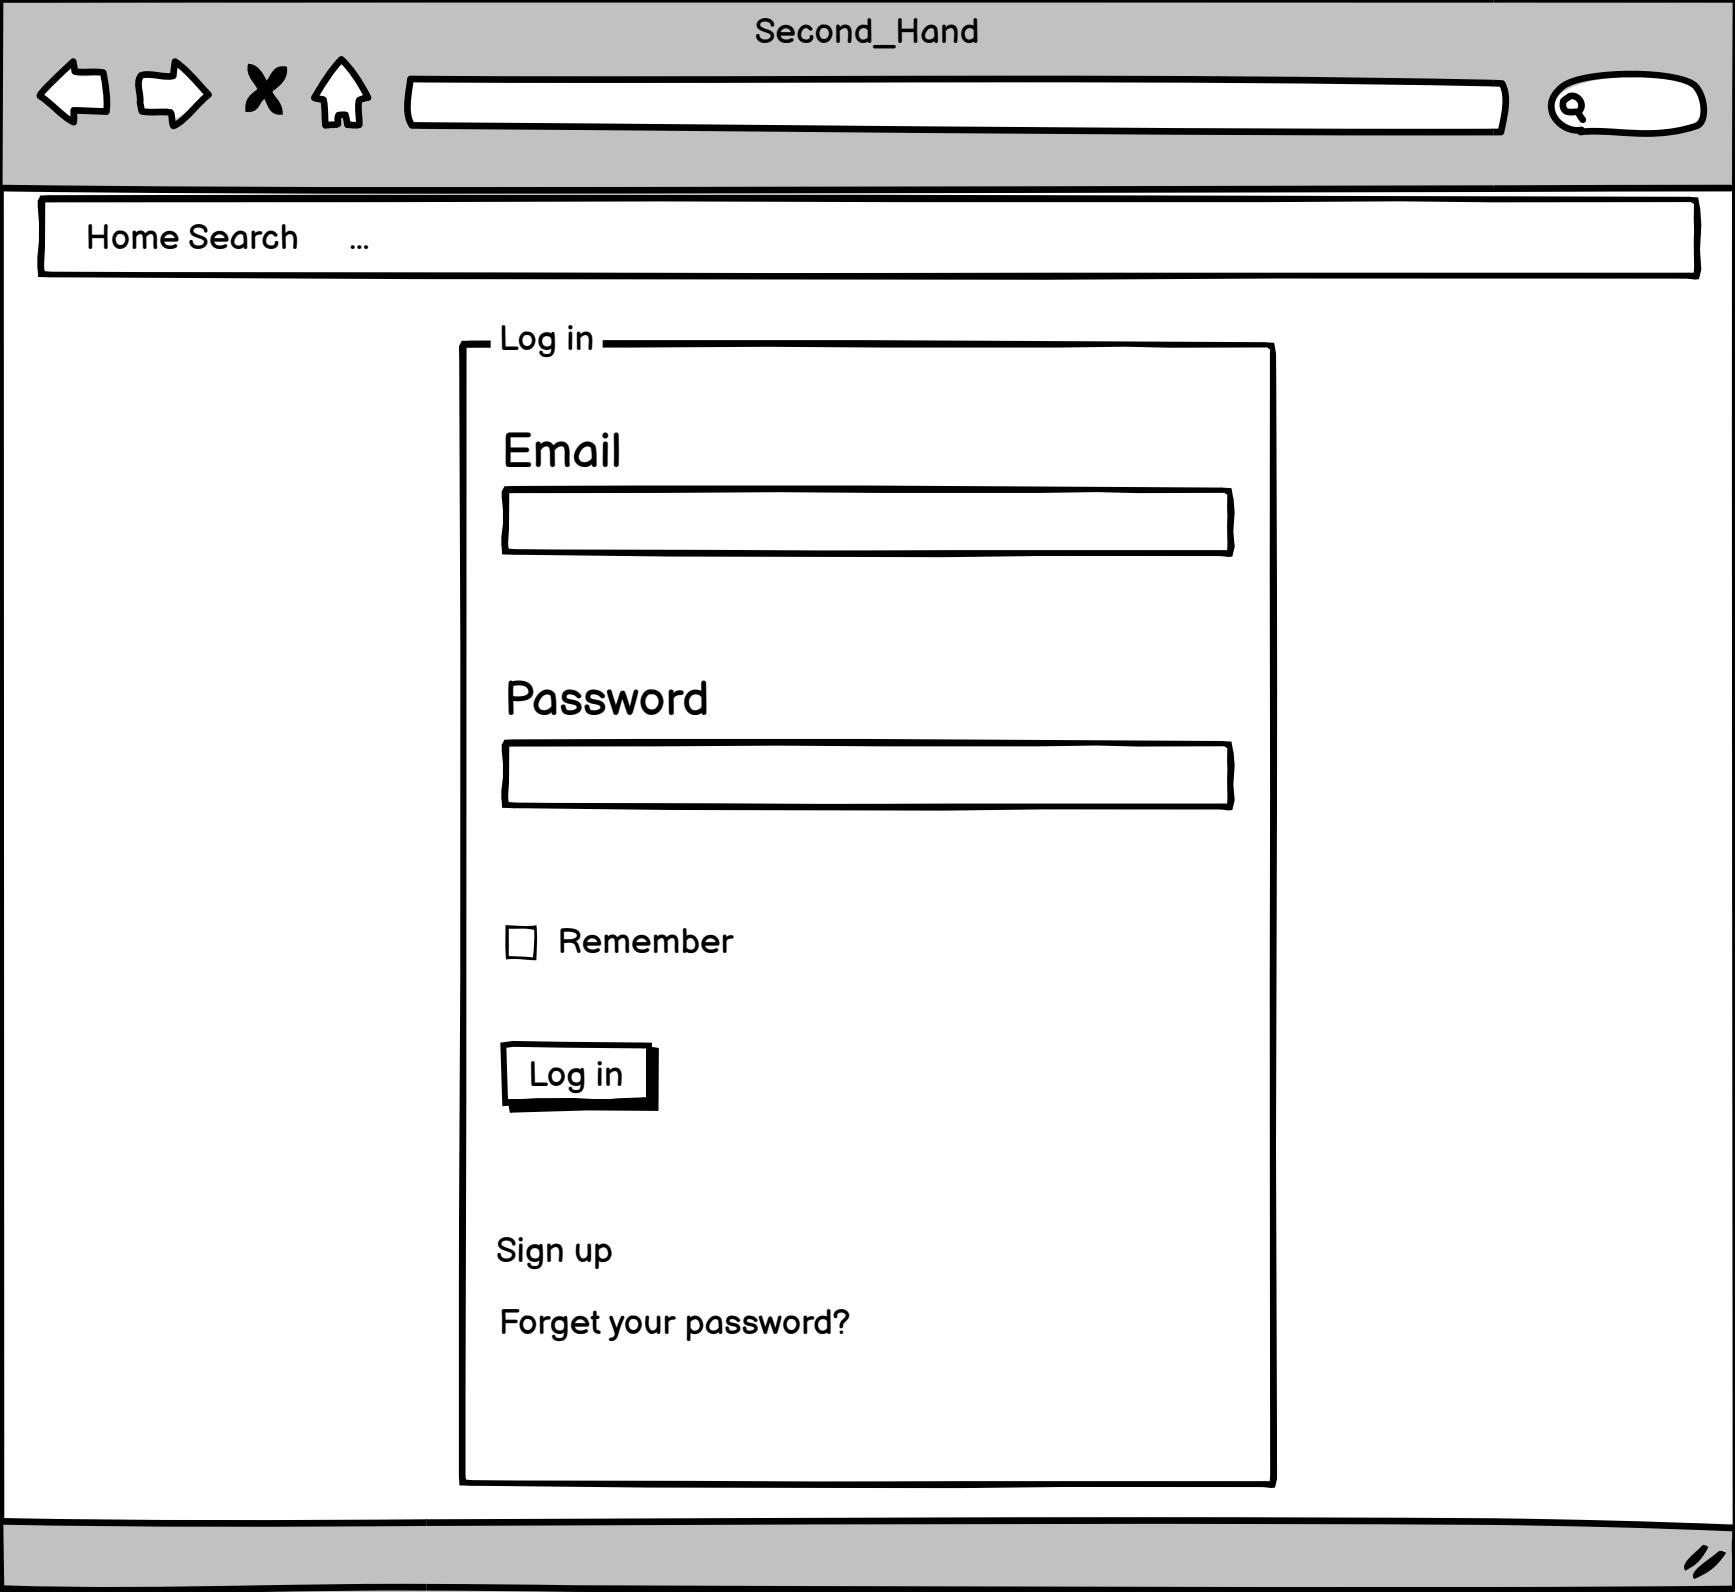 Second_Hand
Home Search ...
Log in
Email
Password
Remember
Log in
Sign up
Forget your password?